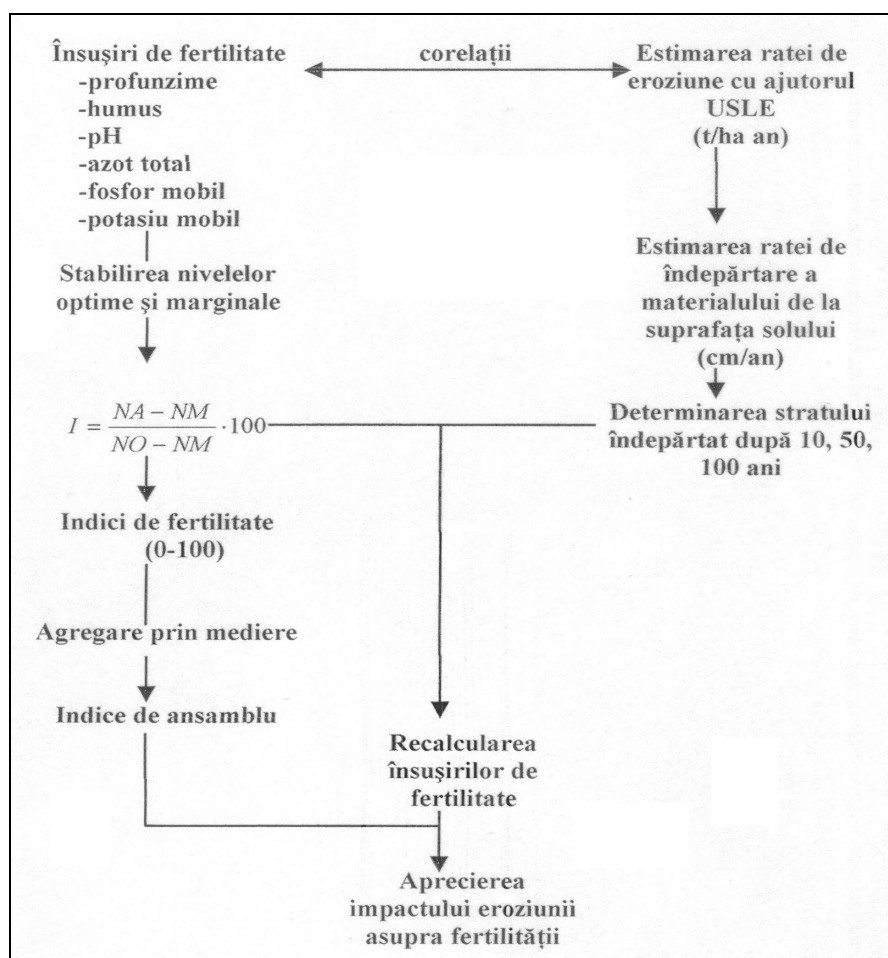 Însuşiri de fertilitate
-profunzime
-humus
-pH
-azot total
-fosfor mobil
-potasiu mobil
corelaţii
Estimarea ratei de
eroziune cu ajutorul
USLE
(t/ha an)
Stabilirea nivelelor
optime şi marginale
Estimarea ratei de
îndepărtare a
materialului de la
suprafaţa solului
(cm/an)
I = (NA − NM) / (NO − NM) · 100
Determinarea stratului
îndepărtat după 10, 50,
100 ani
Indici de fertilitate
(0-100)
Agregare prin mediere
Indice de ansamblu
Recalcularea
însuşirilor de
fertilitate
Aprecierea
impactului eroziunii
asupra fertilităţii